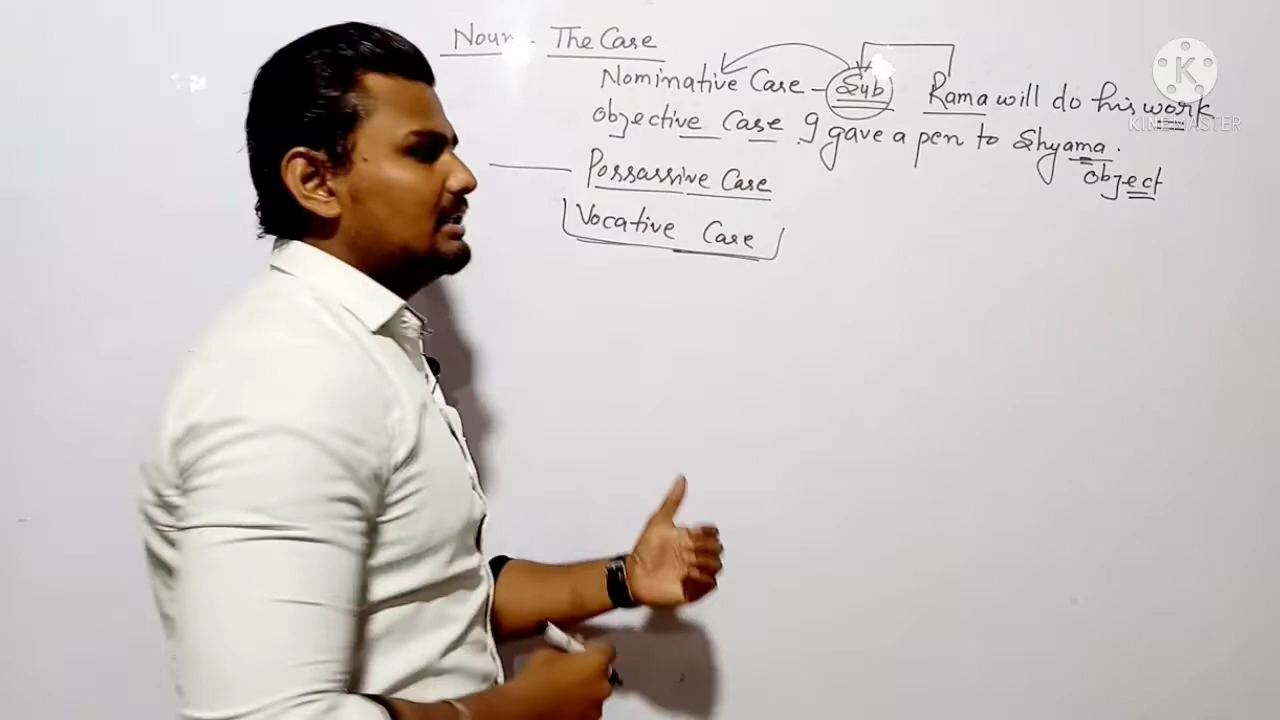 Noun - The Case
Nominative Case - Sub Rama will do his work
objective Case . I gave a pen to Shyama.
object
Possassive Case
Vocative Case
K
KINEMASTER